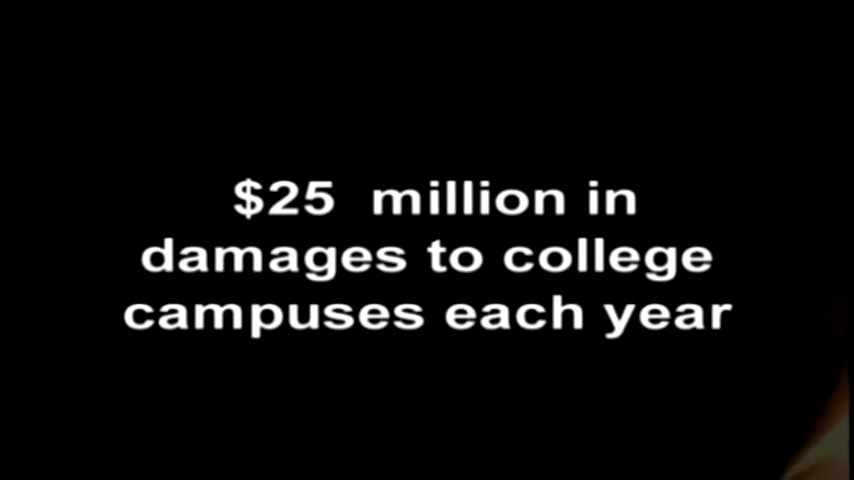 $25  million in
damages to college
campuses each year